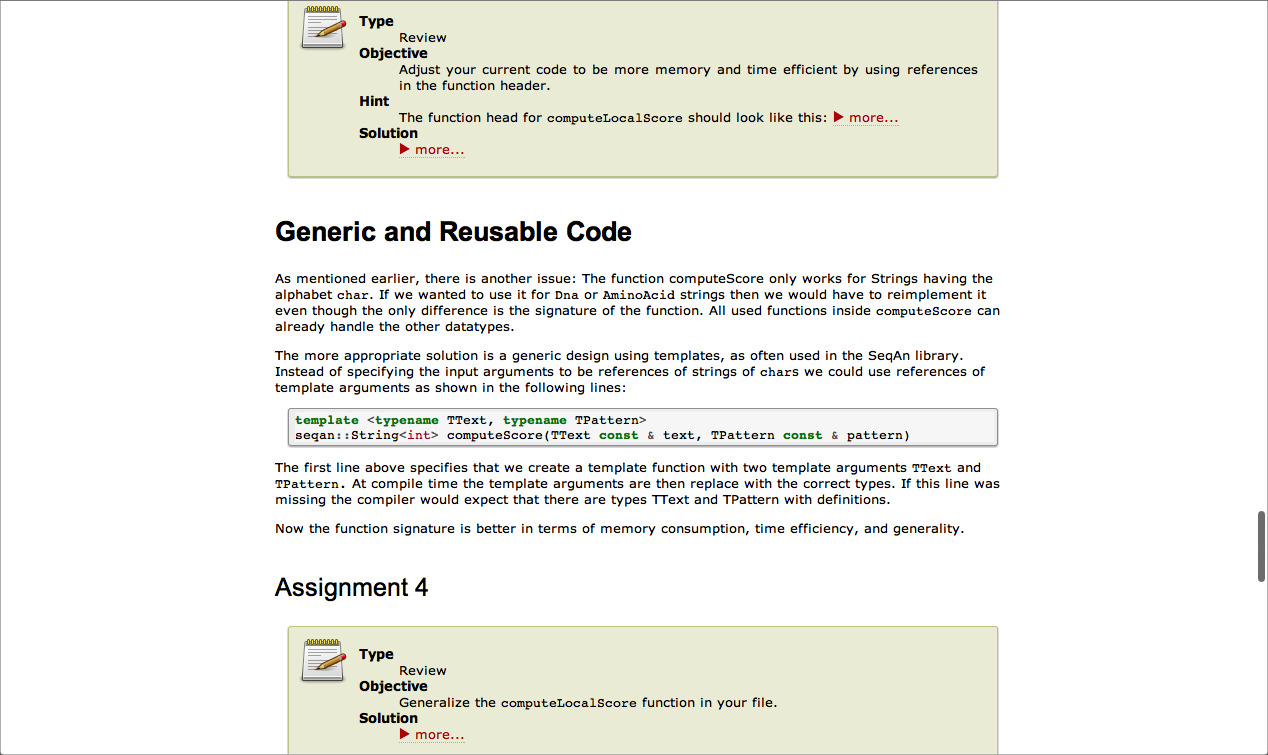 Type
Review
Objective
Adjust your current code to be more memory and time efficient by using references
in the function header.
Hint
The function head for computeLocalScore should look like this: ▶ more...
Solution
▶ more...
Generic and Reusable Code
As mentioned earlier, there is another issue: The function computeScore only works for Strings having the
alphabet char. If we wanted to use it for Dna or AminoAcid strings then we would have to reimplement it
even though the only difference is the signature of the function. All used functions inside computeScore can
already handle the other datatypes.
The more appropriate solution is a generic design using templates, as often used in the SeqAn library.
Instead of specifying the input arguments to be references of strings of chars we could use references of
template arguments as shown in the following lines:
template <typename TText, typename TPattern>
seqan::String<int> computeScore(TText const & text, TPattern const & pattern)
The first line above specifies that we create a template function with two template arguments TText and
TPattern. At compile time the template arguments are then replace with the correct types. If this line was
missing the compiler would expect that there are types TText and TPattern with definitions.
Now the function signature is better in terms of memory consumption, time efficiency, and generality.
Assignment 4
Type
Review
Objective
Generalize the computeLocalScore function in your file.
Solution
▶ more...